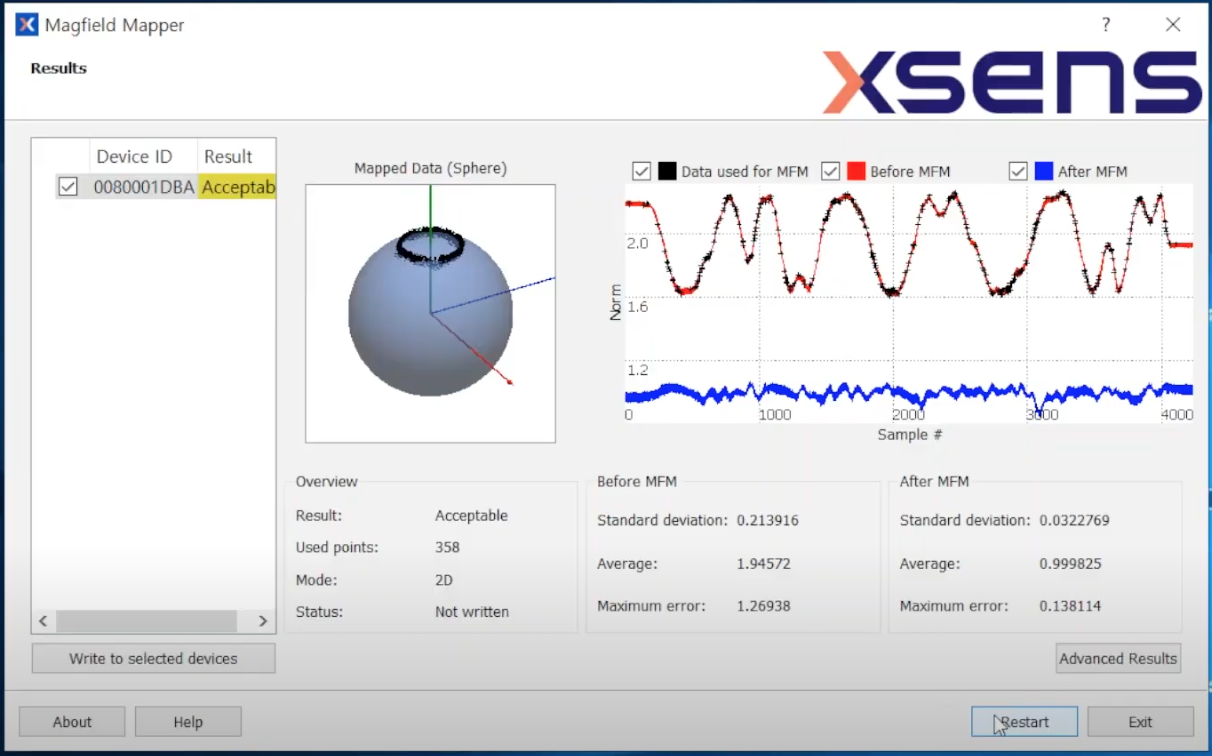 Magfield Mapper
?
Results
xsens
Device ID Result
0080001DBA Acceptab
Mapped Data (Sphere)
Data used for MFM Before MFM After MFM
Norm
2.0
1.6
1.2
0 1000 2000 3000 4000
Sample #
Overview
Result: Acceptable
Used points: 358
Mode: 2D
Status: Not written
Before MFM
Standard deviation: 0.213916
Average: 1.94572
Maximum error: 1.26938
After MFM
Standard deviation: 0.0322769
Average: 0.999825
Maximum error: 0.138114
Write to selected devices
Advanced Results
About Help Restart Exit